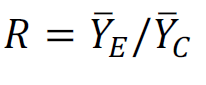 R = Ȳ_E/Ȳ_C